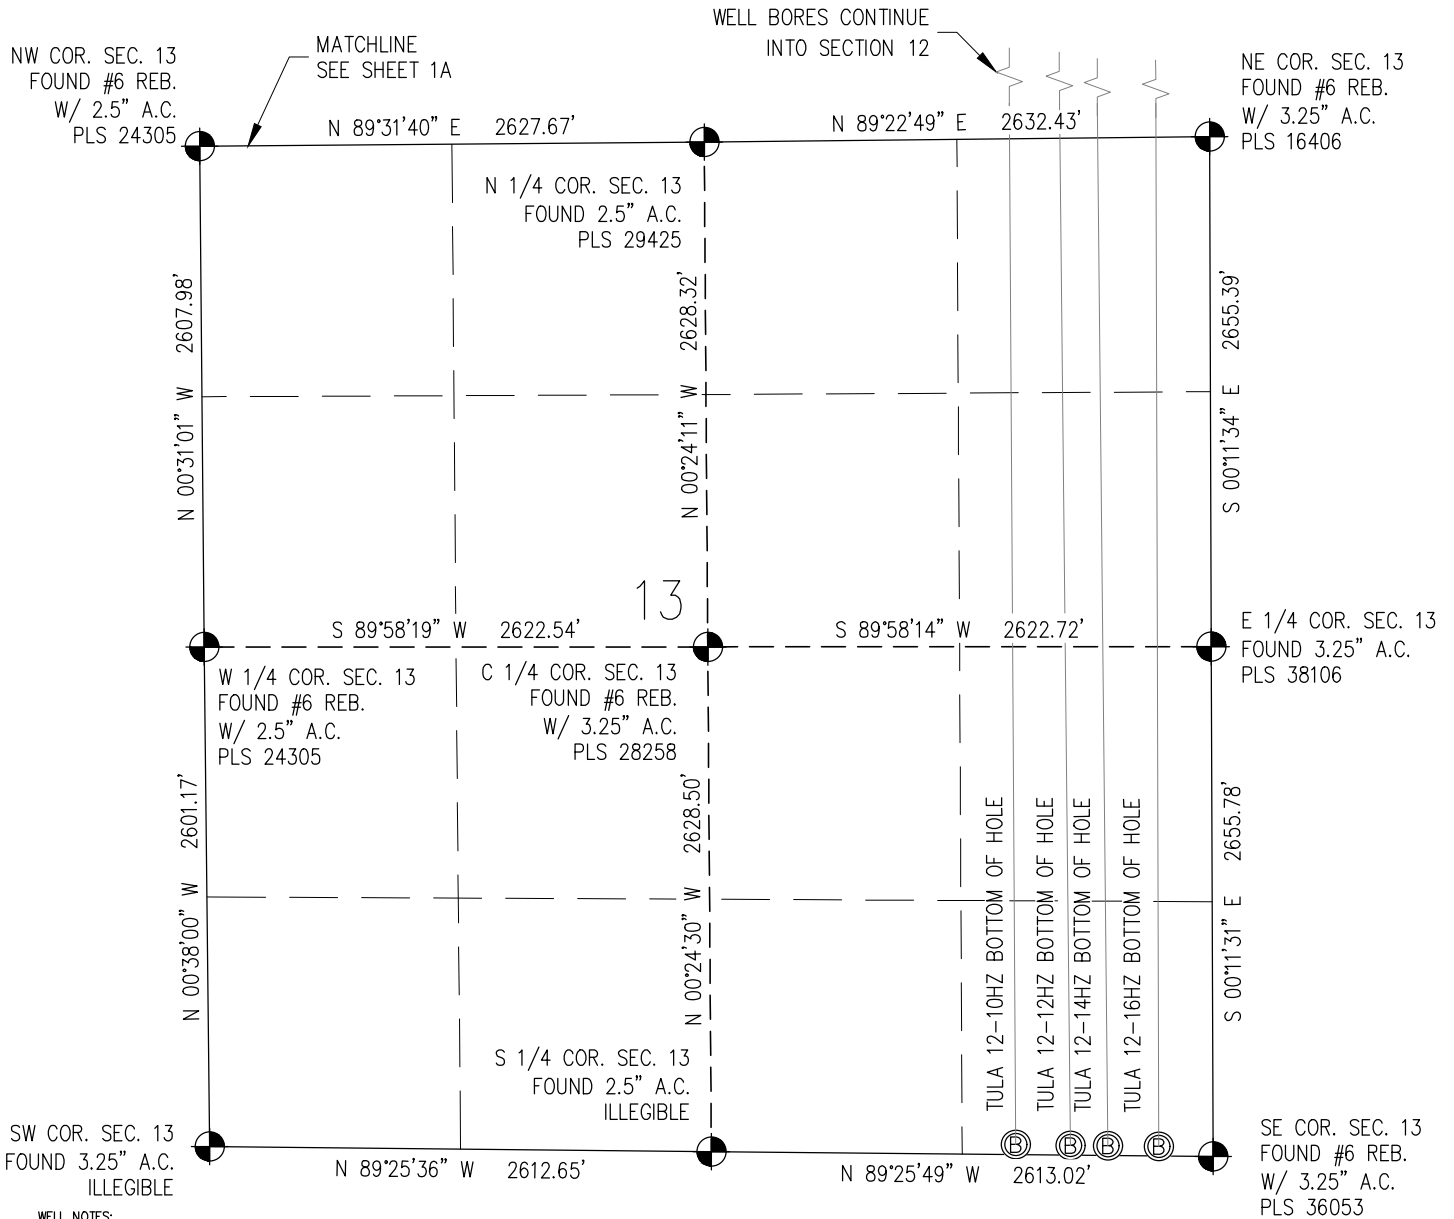 WELL BORES CONTINUE
INTO SECTION 12
MATCHLINE
SEE SHEET 1A
NW COR. SEC. 13
FOUND #6 REB.
W/ 2.5" A.C.
PLS 24305
NE COR. SEC. 13
FOUND #6 REB.
W/ 3.25" A.C.
PLS 16406
N 89°31'40" E 2627.67'
N 89°22'49" E 2632.43'
N 1/4 COR. SEC. 13
FOUND 2.5" A.C.
PLS 29425
N 00°31'01" W 2607.98'
N 00°24'11" W 2628.32'
S 00°11'34" E 2655.39'
13
S 89°58'19" W 2622.54'
S 89°58'14" W 2622.72'
E 1/4 COR. SEC. 13
FOUND 3.25" A.C.
PLS 38106
W 1/4 COR. SEC. 13
FOUND #6 REB.
W/ 2.5" A.C.
PLS 24305
C 1/4 COR. SEC. 13
FOUND #6 REB.
W/ 3.25" A.C.
PLS 28258
N 00°38'00" W 2601.17'
N 00°24'30" W 2628.50'
TULA 12-10HZ BOTTOM OF HOLE
TULA 12-12HZ BOTTOM OF HOLE
TULA 12-14HZ BOTTOM OF HOLE
TULA 12-16HZ BOTTOM OF HOLE
S 00°11'31" E 2655.78'
S 1/4 COR. SEC. 13
FOUND 2.5" A.C.
ILLEGIBLE
B B B B
SW COR. SEC. 13
FOUND 3.25" A.C.
ILLEGIBLE
N 89°25'36" W 2612.65'
N 89°25'49" W 2613.02'
SE COR. SEC. 13
FOUND #6 REB.
W/ 3.25" A.C.
PLS 36053
WELL NOTES: